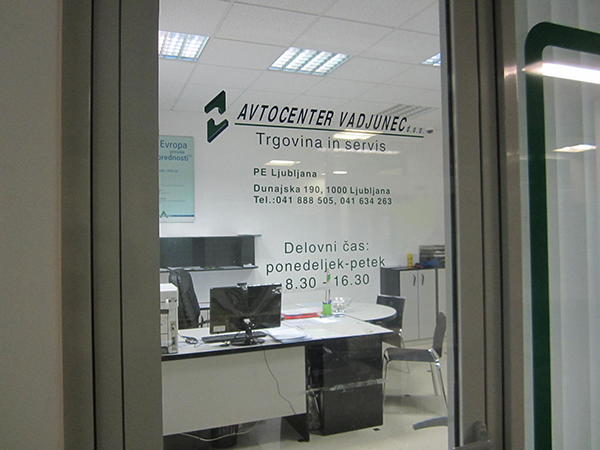 AVTOCENTER VADJUNEC d.o.o.
Trgovina in servis
PE Ljubljana
Dunajska 190, 1000 Ljubljana
Tel.:041 888 505, 041 634 263
Delovni čas:
ponedeljek-petek
8.30 - 16.30
Evropa